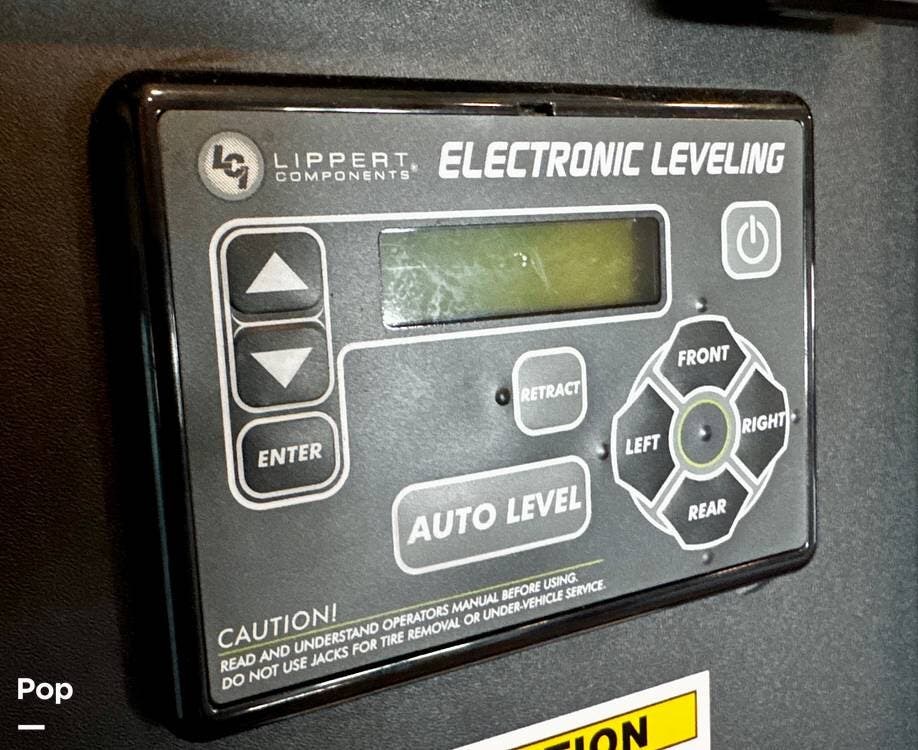 LCI
LIPPERT
COMPONENTS®
ELECTRONIC LEVELING
FRONT
RETRACT
LEFT
RIGHT
ENTER
AUTO LEVEL
REAR
CAUTION!
READ AND UNDERSTAND OPERATORS MANUAL BEFORE USING.
DO NOT USE JACKS FOR TIRE REMOVAL OR UNDER-VEHICLE SERVICE.
Pop